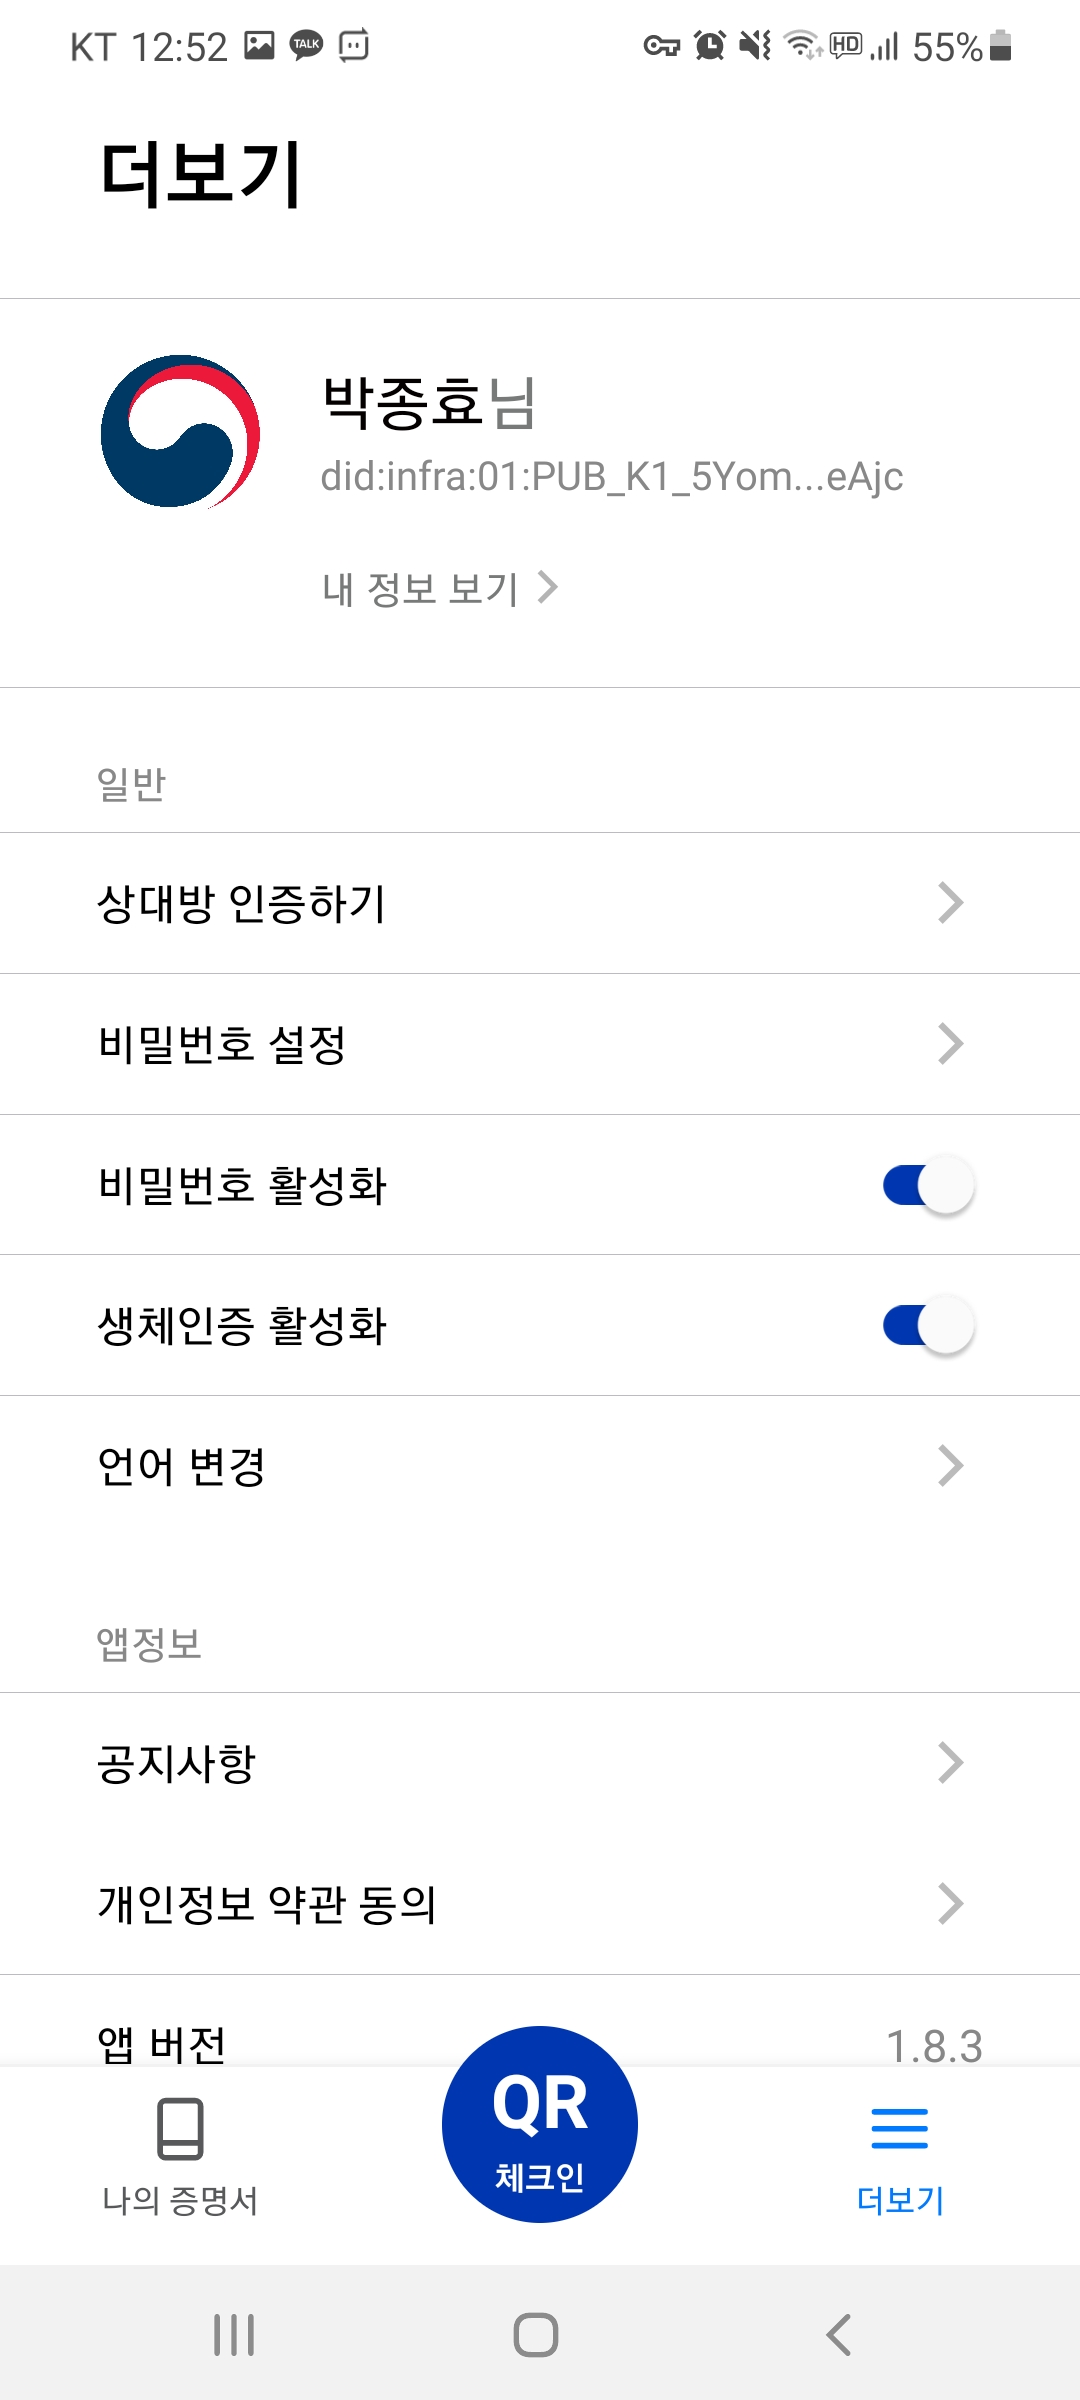 KT 12:52 TALK HD 55%
더보기
박종효님
did:infra:01:PUB_K1_5Yom...eAjc
내 정보 보기
일반
상대방 인증하기
비밀번호 설정
비밀번호 활성화
생체인증 활성화
언어 변경
앱정보
공지사항
개인정보 약관 동의
앱 버전 1.8.3
QR
체크인
나의 증명서
더보기